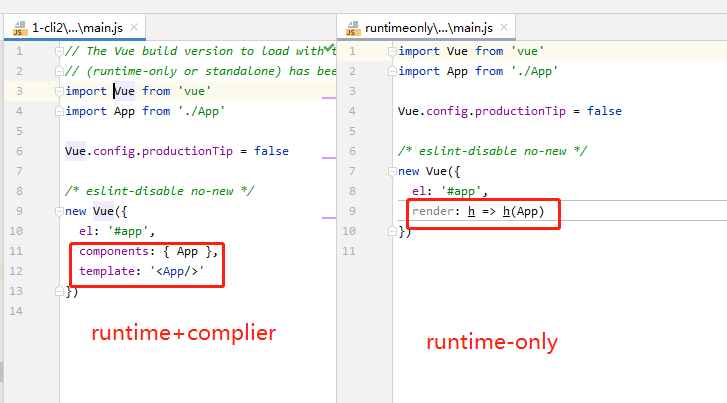 1-cli2\...\main.js
1 // The Vue build version to load with t
2 // (runtime-only or standalone) has bee
3 import Vue from 'vue'
4 import App from './App'
5
6 Vue.config.productionTip = false
7
8 /* eslint-disable no-new */
9 new Vue({
10 el: '#app',
11 components: { App },
12 template: '<App/>'
13 })
14
runtime+complier
runtimeonly\...\main.js
1 import Vue from 'vue'
2 import App from './App'
3
4 Vue.config.productionTip = false
5
6 /* eslint-disable no-new */
7 new Vue({
8 el: '#app',
9 render: h => h(App)
10 })
11
runtime-only